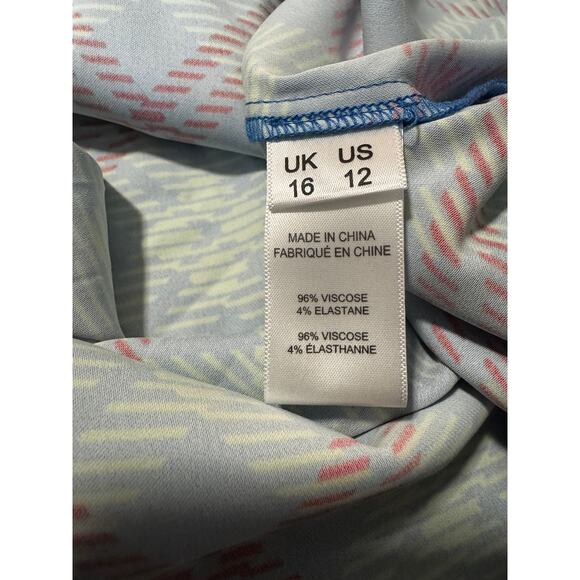 UK US
16 12
MADE IN CHINA
FABRIQUÉ EN CHINE
96% VISCOSE
4% ELASTANE
96% VISCOSE
4% ÉLASTHANNE